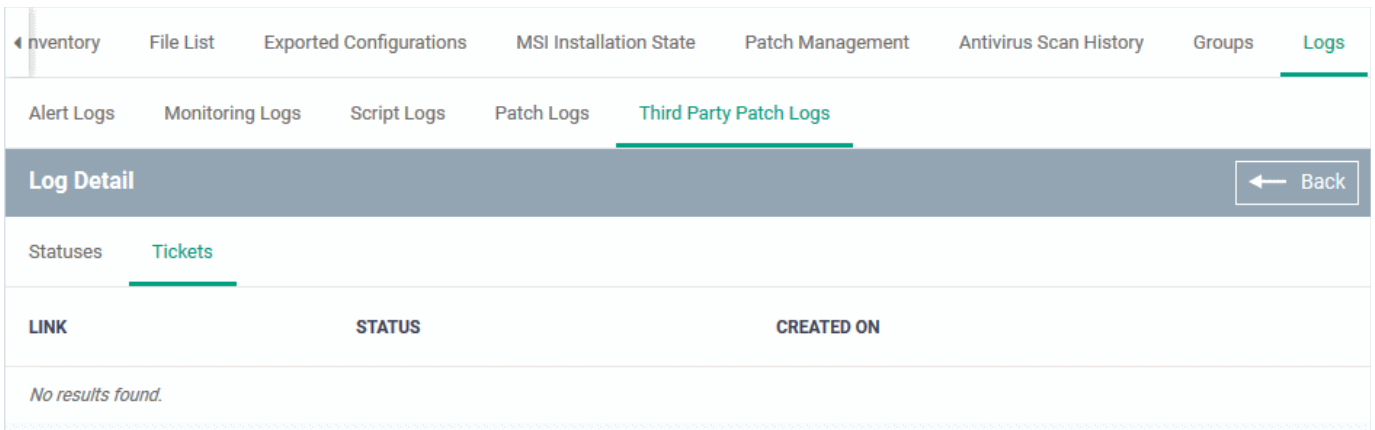 nventory File List Exported Configurations MSI Installation State Patch Management Antivirus Scan History Groups Logs
Alert Logs Monitoring Logs Script Logs Patch Logs Third Party Patch Logs
Log Detail Back
Statuses Tickets
LINK STATUS CREATED ON
No results found.